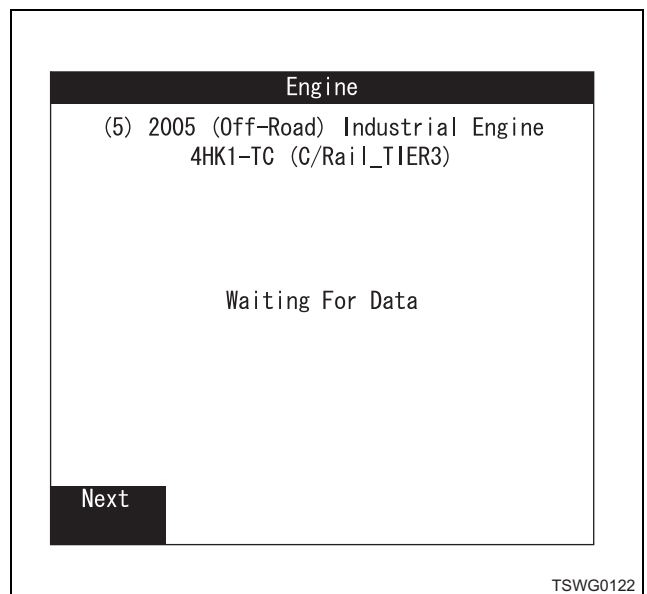 Engine
(5) 2005 (Off-Road) Industrial Engine
4HK1-TC (C/Rail_TIER3)
Waiting For Data
Next
TSWG0122